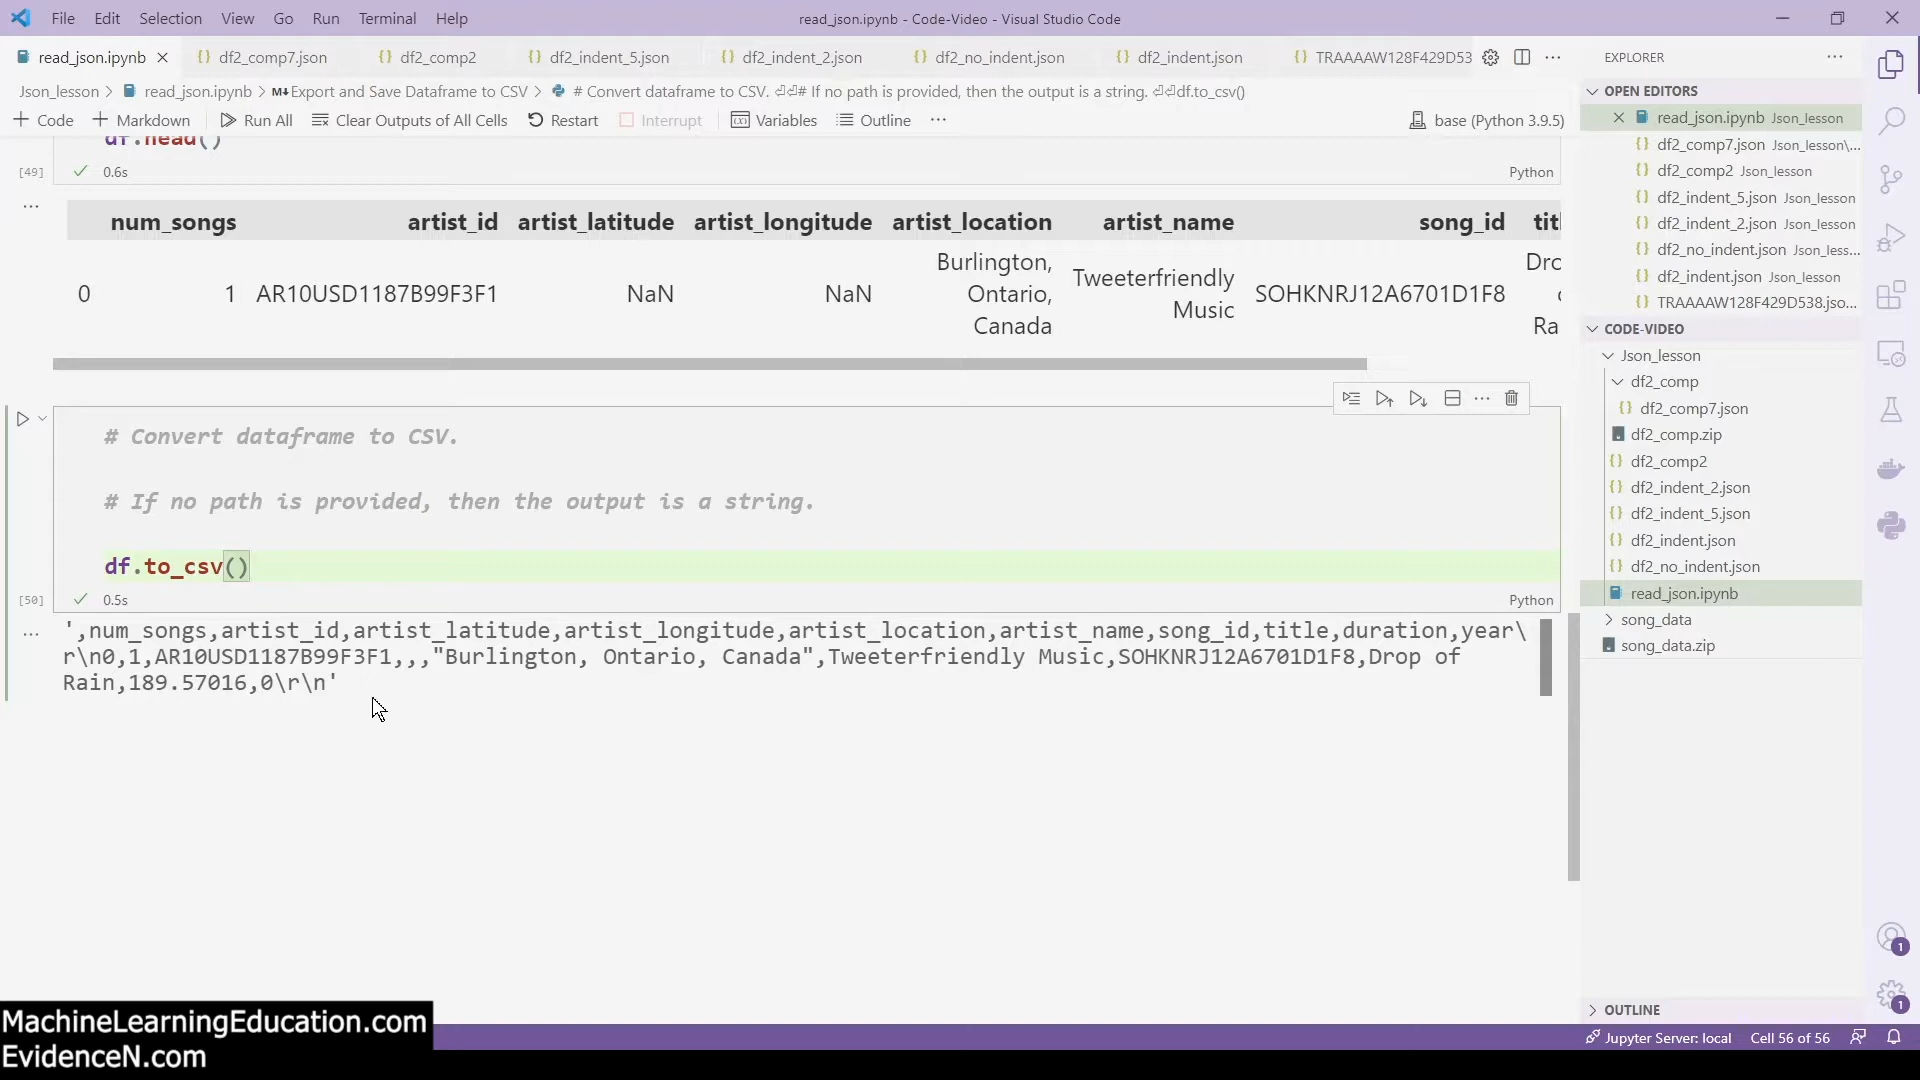 File Edit Selection View Go Run Terminal Help
read_json.ipynb - Code-Video - Visual Studio Code
read_json.ipynb df2_comp7.json df2_comp2 df2_indent_5.json df2_indent_2.json df2_no_indent.json df2_indent.json TRAAAAW128F429D53
Json_lesson > read_json.ipynb > M↓Export and Save Dataframe to CSV > # Convert dataframe to CSV. ⏎⏎# If no path is provided, then the output is a string. ⏎⏎df.to_csv()
+ Code + Markdown Run All Clear Outputs of All Cells Restart Interrupt Variables Outline ... base (Python 3.9.5)
df.head()
[49] 0.6s Python
num_songs artist_id artist_latitude artist_longitude artist_location artist_name song_id titl
0 1 AR10USD1187B99F3F1 NaN NaN Burlington, Ontario, Canada Tweeterfriendly Music SOHKNRJ12A6701D1F8 Dro
Ra
# Convert dataframe to CSV.
# If no path is provided, then the output is a string.
df.to_csv()
[50] 0.5s Python
',num_songs,artist_id,artist_latitude,artist_longitude,artist_location,artist_name,song_id,title,duration,year\
r\n0,1,AR10USD1187B99F3F1,,,"Burlington, Ontario, Canada",Tweeterfriendly Music,SOHKNRJ12A6701D1F8,Drop of
Rain,189.57016,0\r\n'
EXPLORER
OPEN EDITORS
read_json.ipynb Json_lesson
df2_comp7.json Json_lesson\...
df2_comp2 Json_lesson
df2_indent_5.json Json_lesson
df2_indent_2.json Json_lesson
df2_no_indent.json Json_less...
df2_indent.json Json_lesson
TRAAAAW128F429D538.jso...
CODE-VIDEO
Json_lesson
df2_comp
df2_comp7.json
df2_comp.zip
df2_comp2
df2_indent_2.json
df2_indent_5.json
df2_indent.json
df2_no_indent.json
read_json.ipynb
song_data
song_data.zip
OUTLINE
1
1
MachineLearningEducation.com
EvidenceN.com
Jupyter Server: local Cell 56 of 56